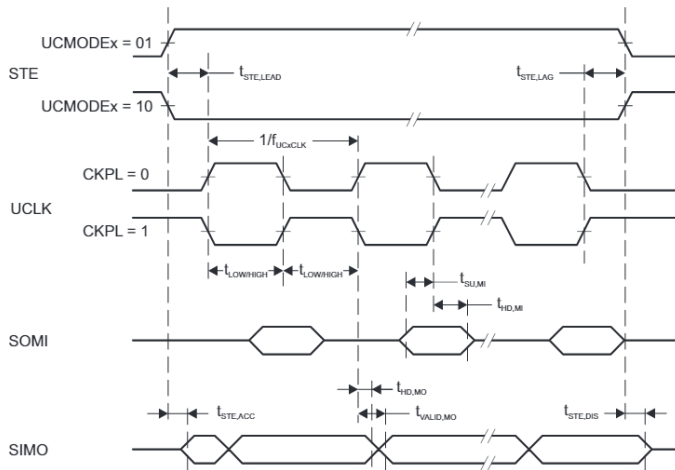 UCMODEx = 01
STE
tSTE,LEAD
tSTE,LAG
UCMODEx = 10
1/fUCxCLK
CKPL = 0
UCLK
CKPL = 1
tLOW/HIGH
tLOW/HIGH
tSU,MI
tHD,MI
SOMI
tHD,MO
tSTE,ACC
tVALID,MO
tSTE,DIS
SIMO